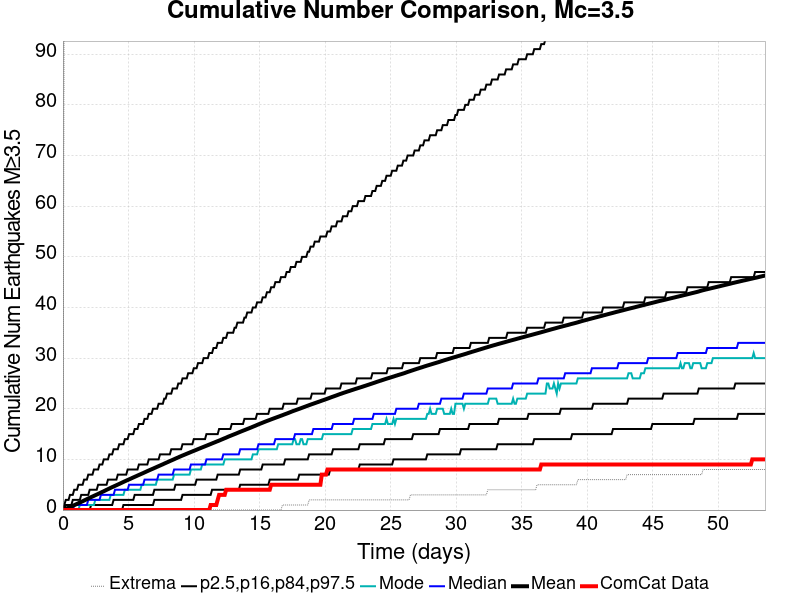 Cumulative Number Comparison, Mc=3.5
Cumulative Num Earthquakes M≥3.5
90
80
70
60
50
40
30
20
10
0
0 5 10 15 20 25 30 35 40 45 50
Time (days)
Extrema p2.5,p16,p84,p97.5 Mode Median Mean ComCat Data